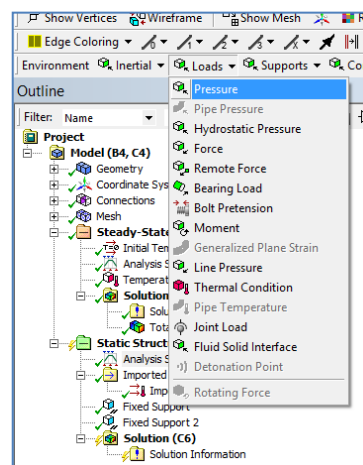 Show Vertices Wireframe Show Mesh
Edge Coloring
Environment Inertial Loads Supports Co
Outline
Filter: Name
Project
Model (B4, C4)
Geometry
Coordinate Sys
Connections
Mesh
Steady-State
Initial Tem
Analysis S
Temperat
Solution
Solu
Tota
Static Struct
Analysis S
Imported
Imp
Fixed Support
Fixed Support 2
Solution (C6)
Solution Information
Pressure
Pipe Pressure
Hydrostatic Pressure
Force
Remote Force
Bearing Load
Bolt Pretension
Moment
Generalized Plane Strain
Line Pressure
Thermal Condition
Pipe Temperature
Joint Load
Fluid Solid Interface
Detonation Point
Rotating Force